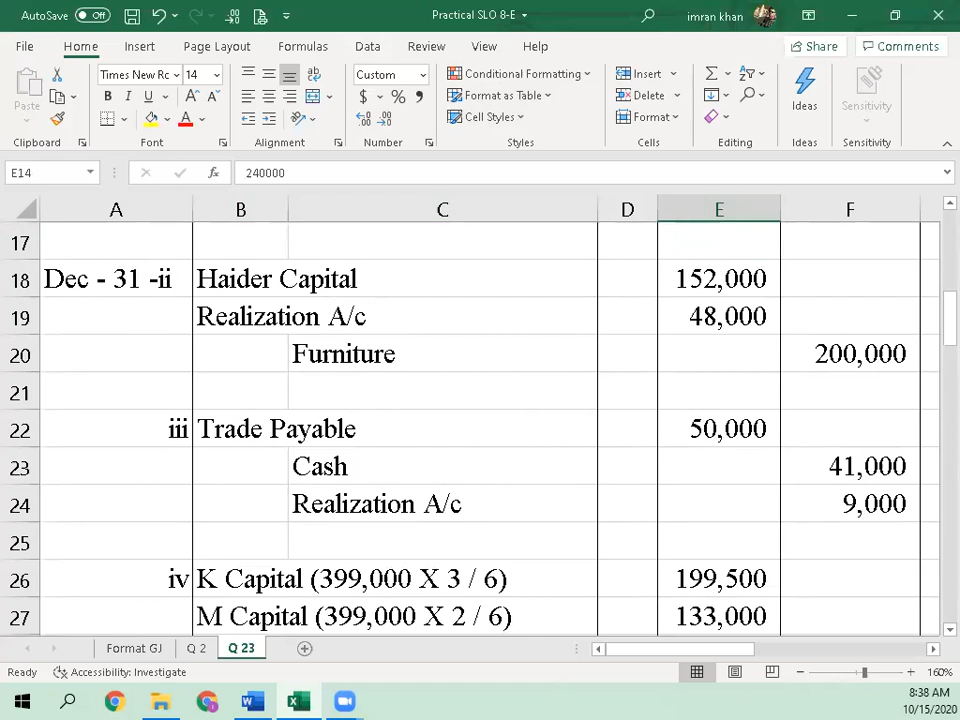 AutoSave Off Practical SLO 8-E imran khan
File Home Insert Page Layout Formulas Data Review View Help Share Comments
Times New Rc 14 Custom Conditional Formatting Insert
Paste B I U A A $ % 9 Format as Table Delete Ideas Sensitivity
A Cell Styles Format
Clipboard Font Alignment Number Styles Cells Editing Ideas Sensitivity
E14 fx 240000
A B C D E F
17
18 Dec - 31 -ii Haider Capital 152,000
19 Realization A/c 48,000
20 Furniture 200,000
21
22 iii Trade Payable 50,000
23 Cash 41,000
24 Realization A/c 9,000
25
26 iv K Capital (399,000 X 3 / 6) 199,500
27 M Capital (399,000 X 2 / 6) 133,000
Format GJ Q 2 Q 23
Ready Accessibility: Investigate 160%
8:38 AM
10/15/2020